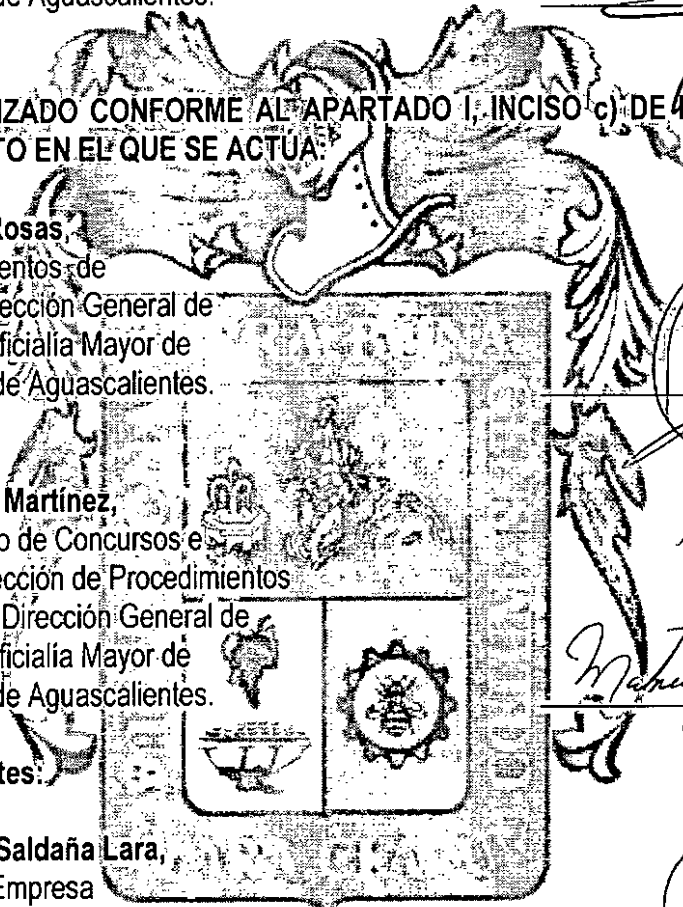 de Aguascalientes.
IZADO CONFORME AL APARTADO I, INCISO c) DE
TO EN EL QUE SE ACTÚA:
Rosas,
entos de
ección General de
ficialía Mayor de
de Aguascalientes.
Martínez,
o de Concursos e
ección de Procedimientos
Dirección General de
ficialía Mayor de
de Aguascalientes.
tes:
Saldaña Lara,
Empresa